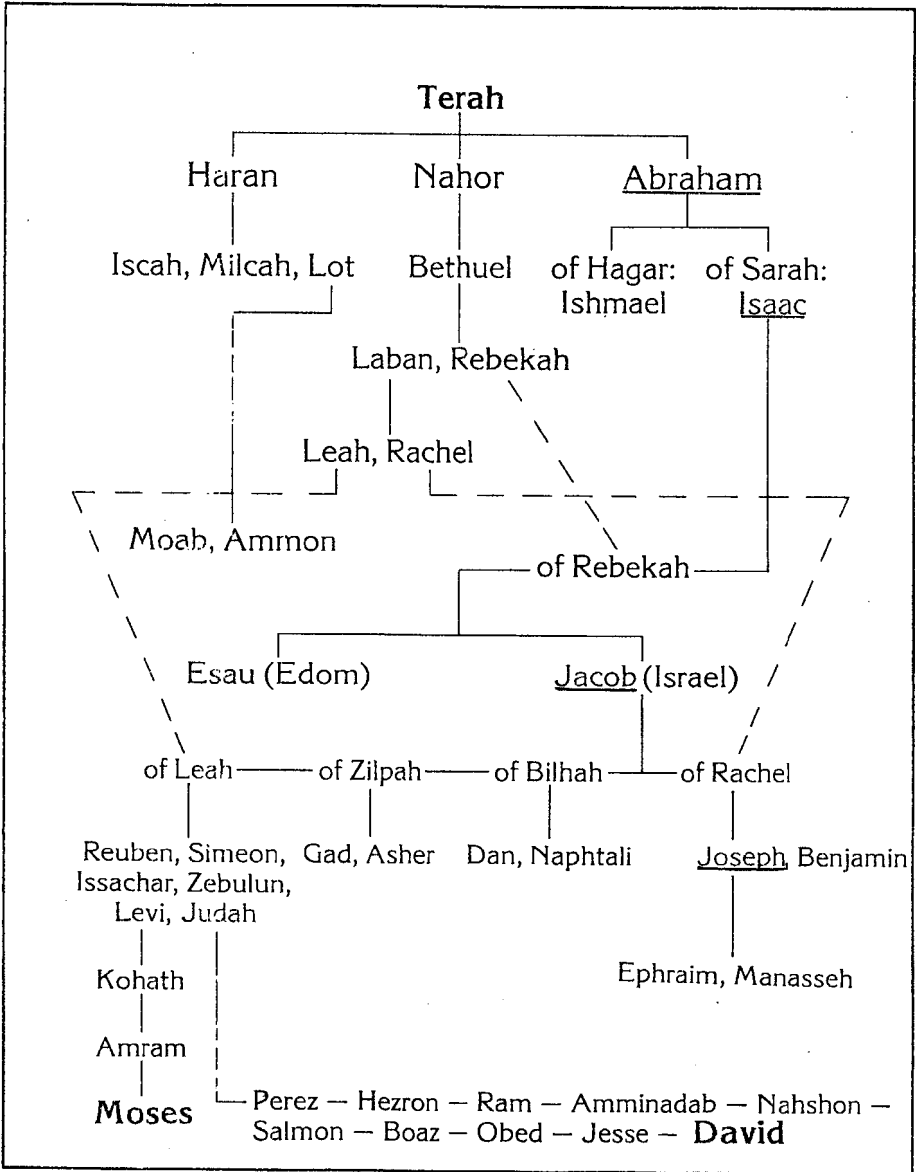 Terah
Haran Nahor Abraham
Iscah, Milcah, Lot Bethuel of Hagar: of Sarah:
Ishmael Isaac
Laban, Rebekah
Leah, Rachel
Moab, Ammon
of Rebekah
Esau (Edom) Jacob (Israel)
of Leah of Zilpah of Bilhah of Rachel
Reuben, Simeon, Gad, Asher Dan, Naphtali Joseph, Benjamin
Issachar, Zebulun,
Levi, Judah
Kohath Ephraim, Manasseh
Amram
Moses Perez — Hezron — Ram — Amminadab — Nahshon —
Salmon — Boaz — Obed — Jesse — David